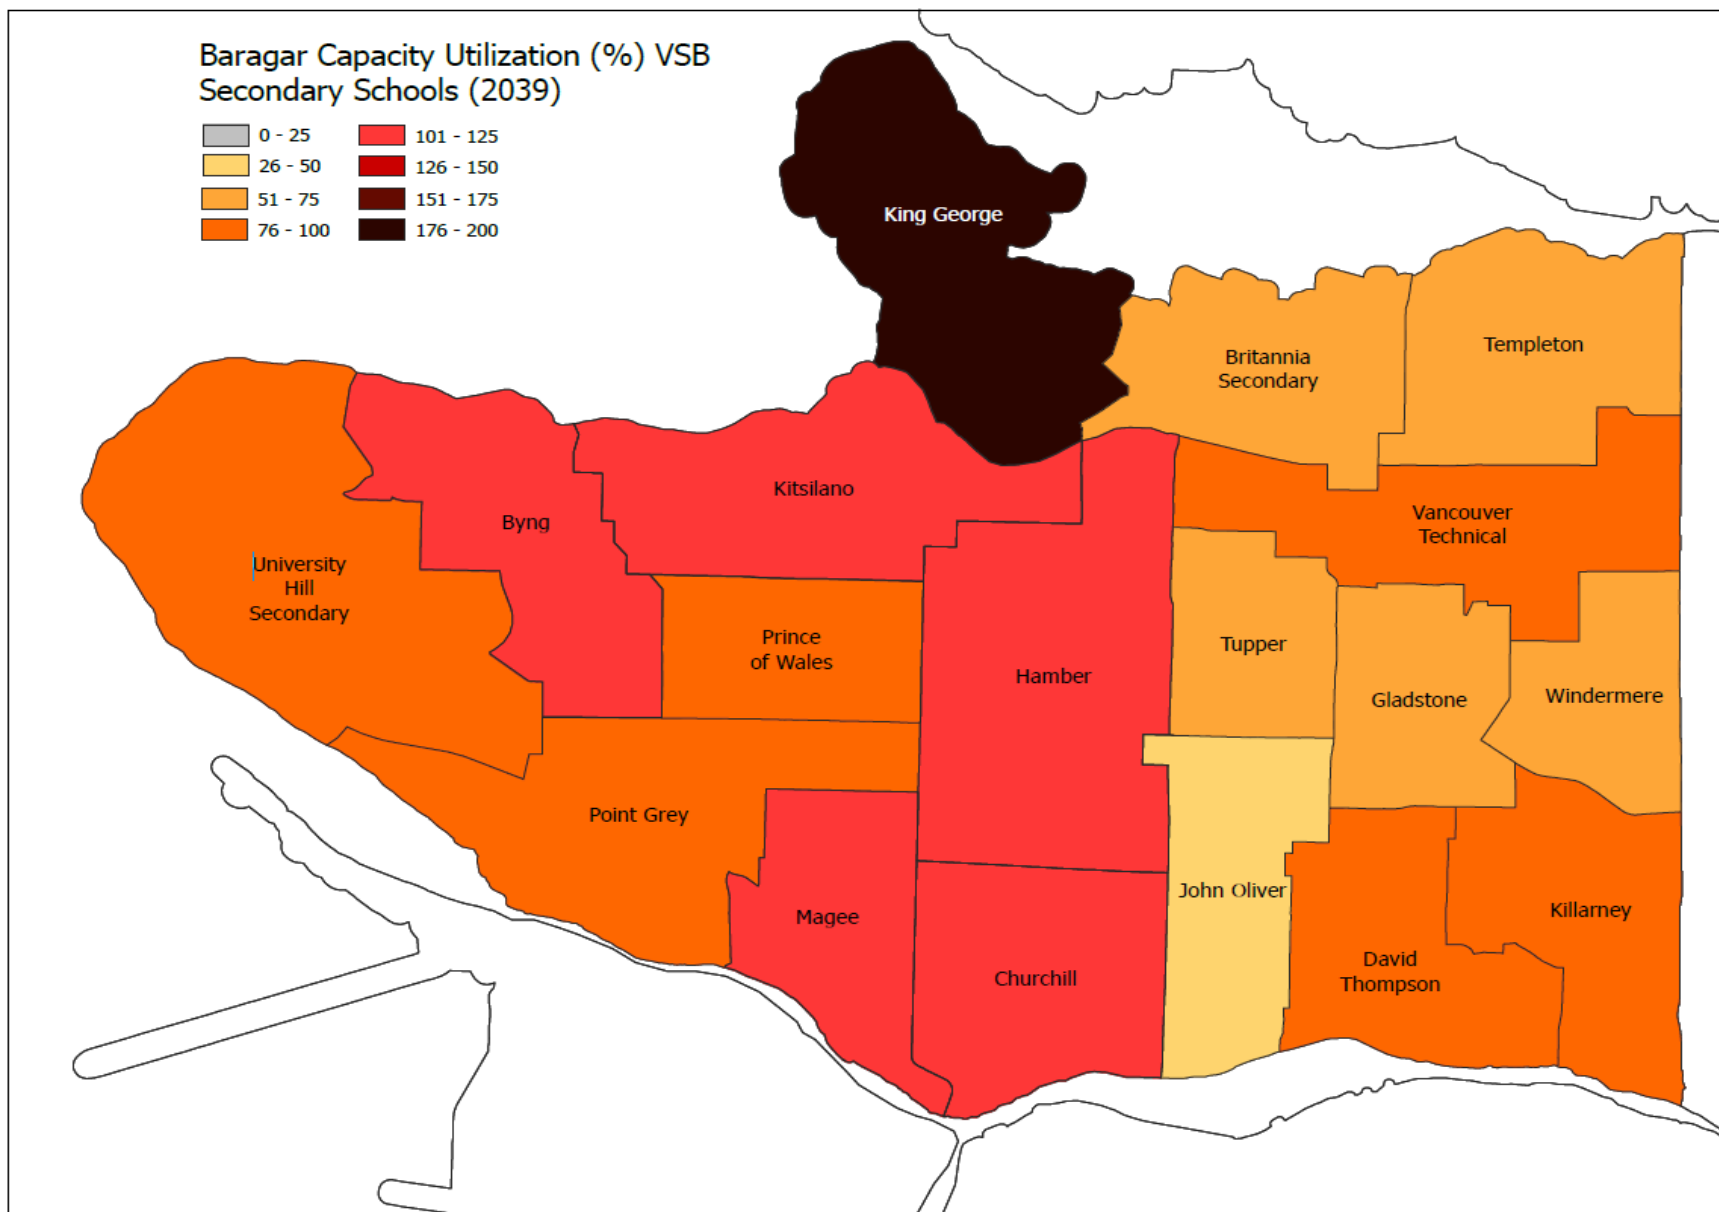 Baragar Capacity Utilization (%) VSB
Secondary Schools (2039)
0 - 25
26 - 50
51 - 75
76 - 100
101 - 125
126 - 150
151 - 175
176 - 200
King George
Templeton
Britannia
Secondary
Kitsilano
Byng
Vancouver
Technical
University
Hill
Secondary
Prince
of Wales
Tupper
Hamber
Gladstone
Windermere
Point Grey
John Oliver
Magee
Killarney
Churchill
David
Thompson